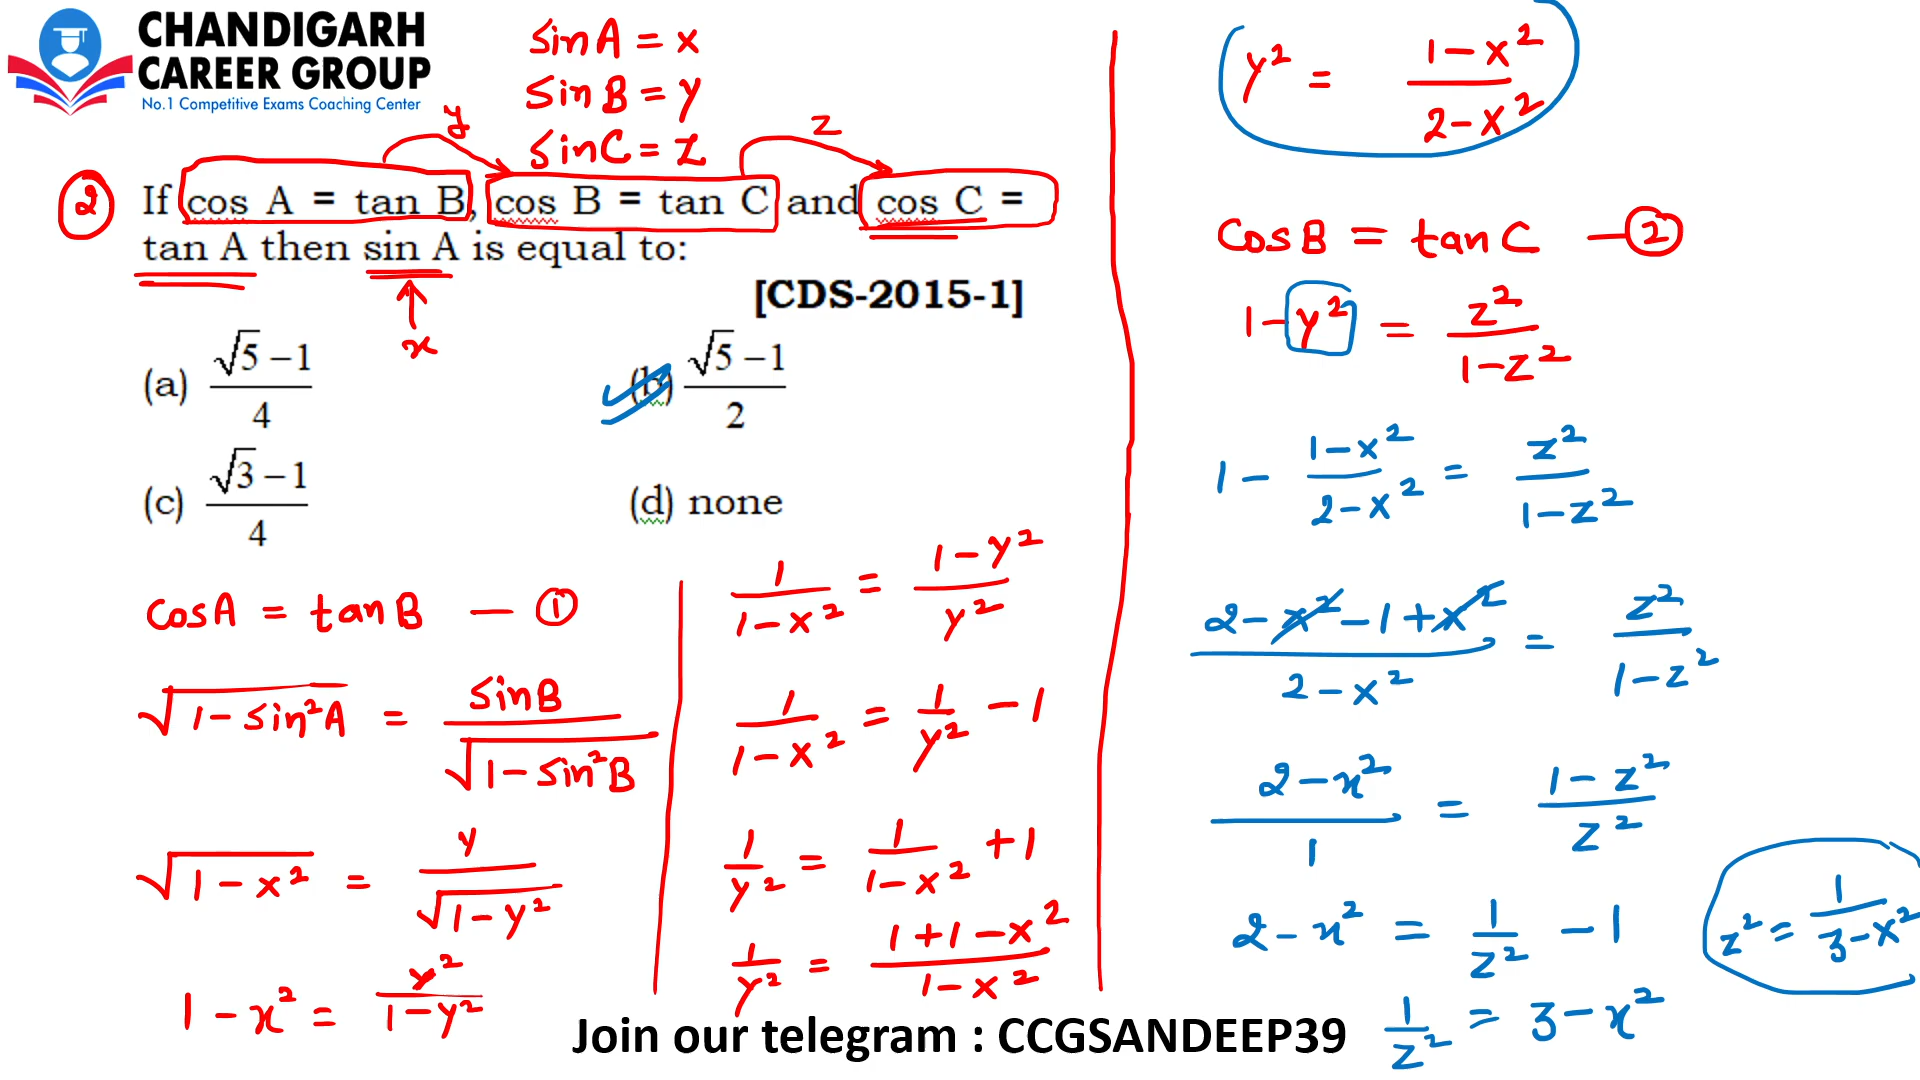 CHANDIGARH
CAREER GROUP
No.1 Competitive Exams Coaching Center
sin A = x
sin B = y
sin C = z
y
z
② If cos A = tan B, cos B = tan C and cos C =
tan A then sin A is equal to:
[CDS-2015-1]
x
(a) (√5 − 1)/4
(b) (√5 − 1)/2
(c) (√3 − 1)/4
(d) none
cos A = tan B — ①
√(1 − sin²A) = sin B/√(1 − sin²B)
√(1 − x²) = y/√(1 − y²)
1 − x² = y²/(1 − y²)
1/(1 − x²) = (1 − y²)/y²
1/(1 − x²) = 1/y² − 1
1/y² = 1/(1 − x²) + 1
1/y² = (1 + 1 − x²)/(1 − x²)
y² = (1 − x²)/(2 − x²)
cos B = tan C — ②
1 − y² = z²/(1 − z²)
1 − (1 − x²)/(2 − x²) = z²/(1 − z²)
(2 − x² − 1 + x²)/(2 − x²) = z²/(1 − z²)
(2 − x²)/1 = (1 − z²)/z²
2 − x² = 1/z² − 1
1/z² = 3 − x²
z² = 1/(3 − x²)
Join our telegram : CCGSANDEEP39